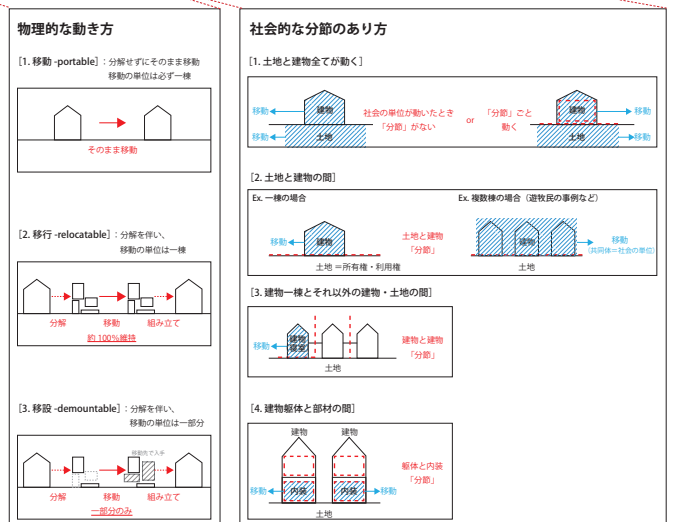 物理的な動き方
[1. 移動 -portable]：分解せずにそのまま移動
移動の単位は必ず一棟
そのまま移動
[2. 移行 -relocatable]：分解を伴い、
移動の単位は一棟
分解 移動 組み立て
約 100％維持
[3. 移設 -demountable]：分解を伴い、
移動の単位は一部分
移動先で入手
分解 移動 組み立て
一部分のみ
社会的な分節のあり方
[1. 土地と建物全てが動く]
移動 建物 社会の単位が動いたとき 「分節」がない or 「分節」ごと 動く 建物 移動
移動 土地 土地 移動
[2. 土地と建物の間]
Ex. 一棟の場合
移動 建物 土地と建物
「分節」
土地 ＝所有権・利用権
Ex. 複数棟の場合（遊牧民の事例など）
建物 移動
（共同体＝社会の単位）
土地
[3. 建物一棟とそれ以外の建物・土地の間]
移動 建物 建物と建物
「分節」
土地
[4. 建物躯体と部材の間]
建物 建物
躯体と内装
「分節」
移動 内装 内装 移動
土地